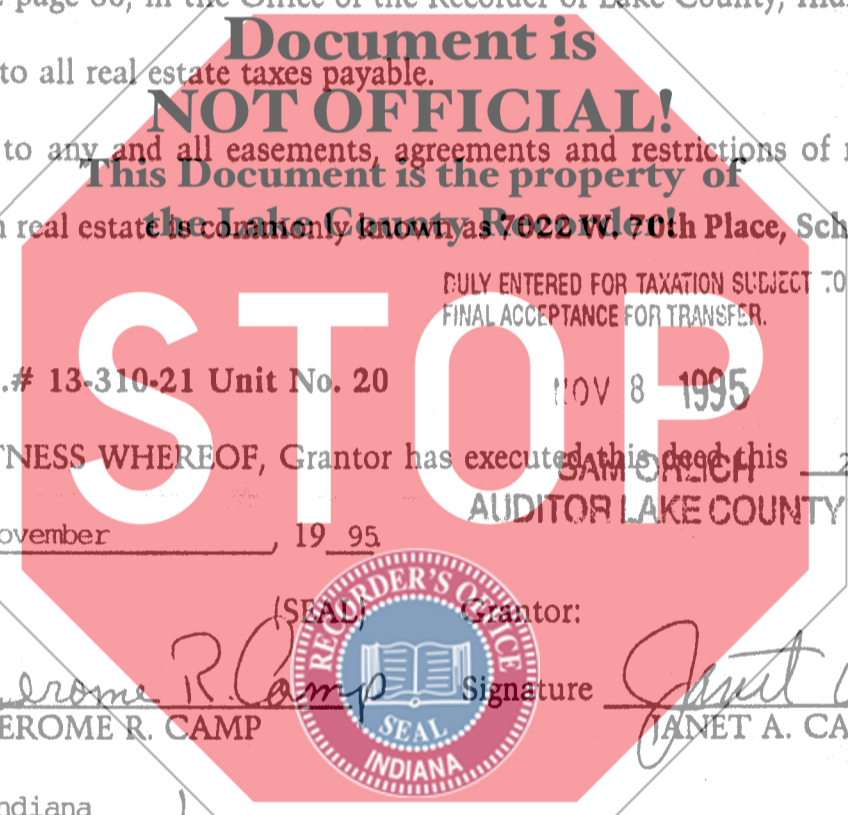 page 80, in the Office of the Recorder of Lake County,
Document is
to all real estate taxes payable.
NOT OFFICIAL!
to any and all easements, agreements and restrictions of
This Document is the property of
the Lake County Recorder!
real estate is commonly known as 7022 W. 70th Place, Sch
DULY ENTERED FOR TAXATION SUBJECT TO
FINAL ACCEPTANCE FOR TRANSFER.
STOP
.# 13-310-21 Unit No. 20
NOV 8 1995
TNESS WHEREOF, Grantor has executed this deed this 2
SAM ORLICH
AUDITOR LAKE COUNTY
ovember , 19 95
(SEAL) Grantor:
RECORDER'S OFFICE
SEAL
INDIANA
erome R. Camp Signature Janet
EROME R. CAMP JANET A. CA
ndiana )